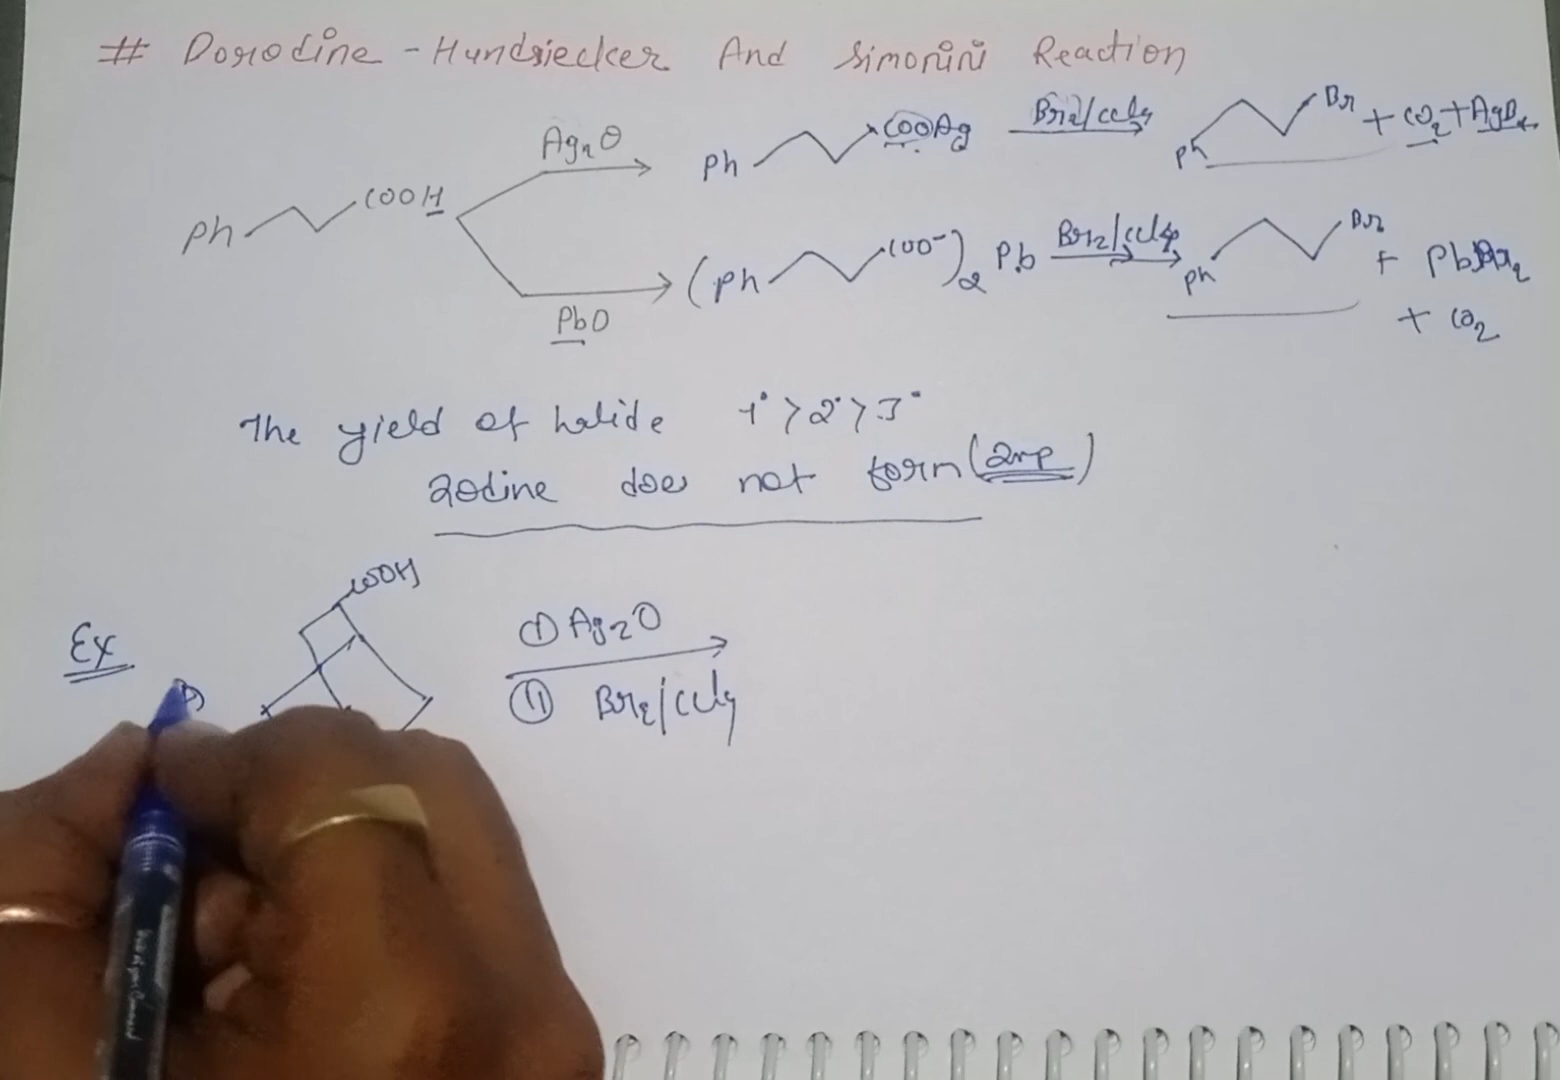 # Borodine - Hundsiecker And Simonini Reaction
Ag2O
Ph COOAg Br2/CCl4 Ph Br + CO2 + AgBr
Ph COOH
(Ph COO-)2 Pb Br2/CCl4 Ph Br + PbBr2
PbO
+ CO2
The yield of halide 1° > 2° > 3°
Iodine does not form (Imp)
COOH
Ex
① Ag2O
② Br2/CCl4